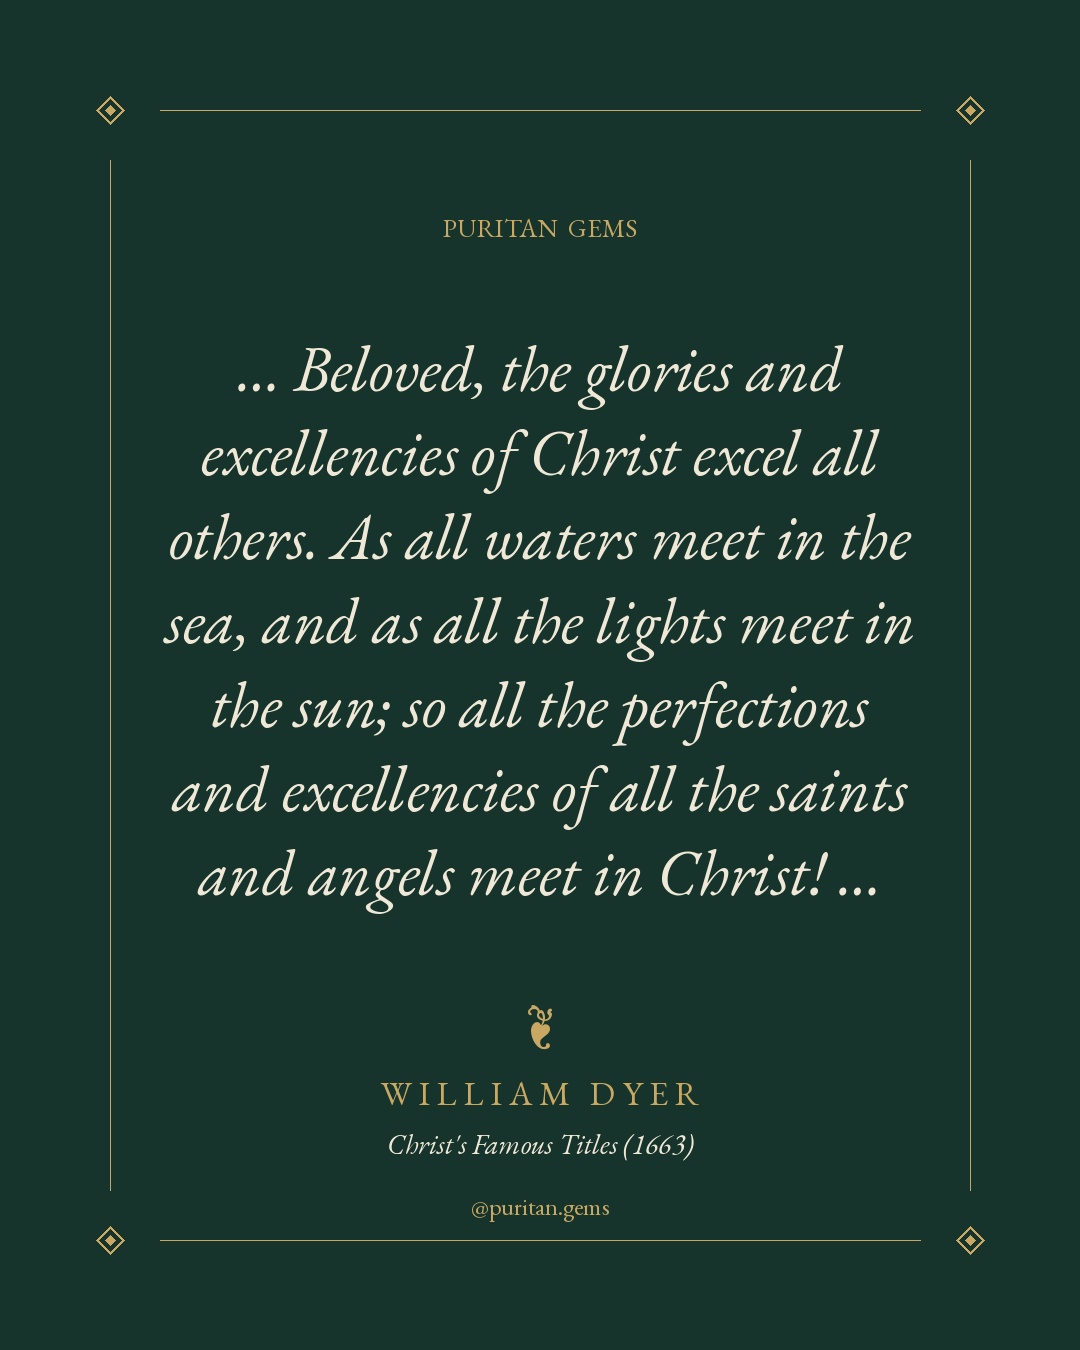 PURITAN GEMS
... Beloved, the glories and
excellencies of Christ excel all
others. As all waters meet in the
sea, and as all the lights meet in
the sun; so all the perfections
and excellencies of all the saints
and angels meet in Christ! ...
WILLIAM DYER
Christ's Famous Titles (1663)
@puritan.gems